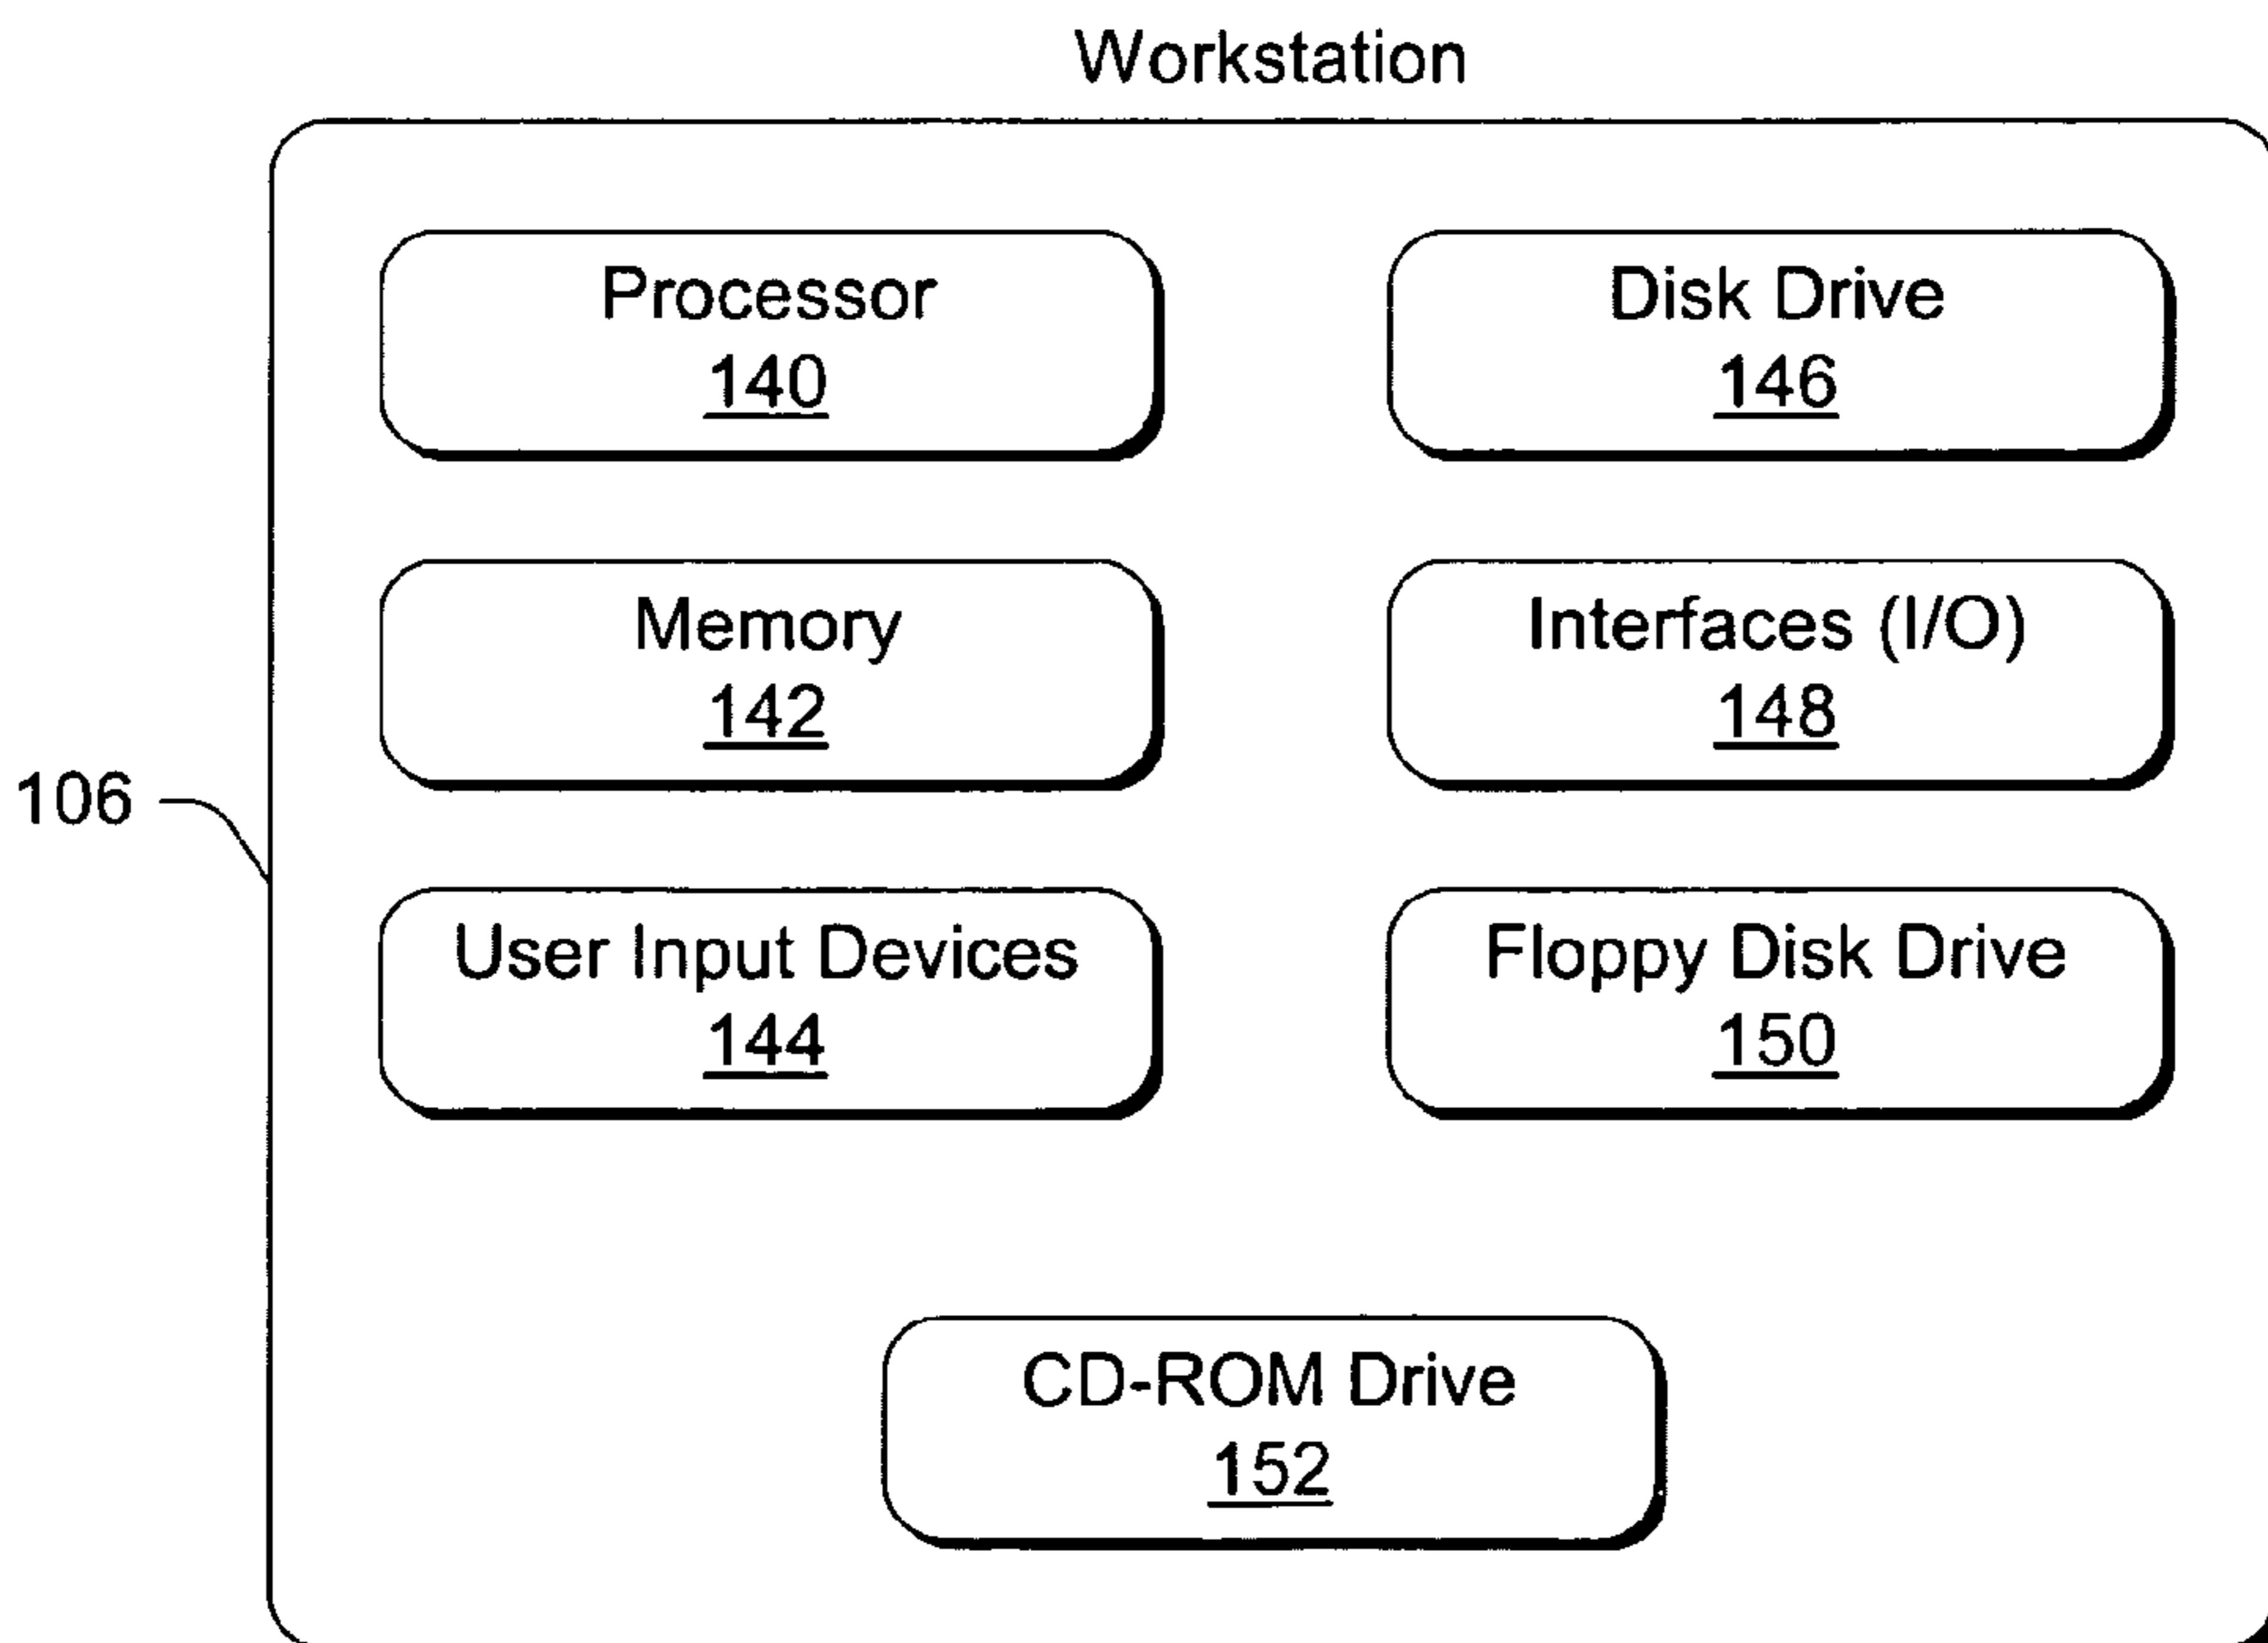 Workstation
Processor
140
Disk Drive
146
Memory
142
Interfaces (I/O)
148
106
User Input Devices
144
Floppy Disk Drive
150
CD-ROM Drive
152